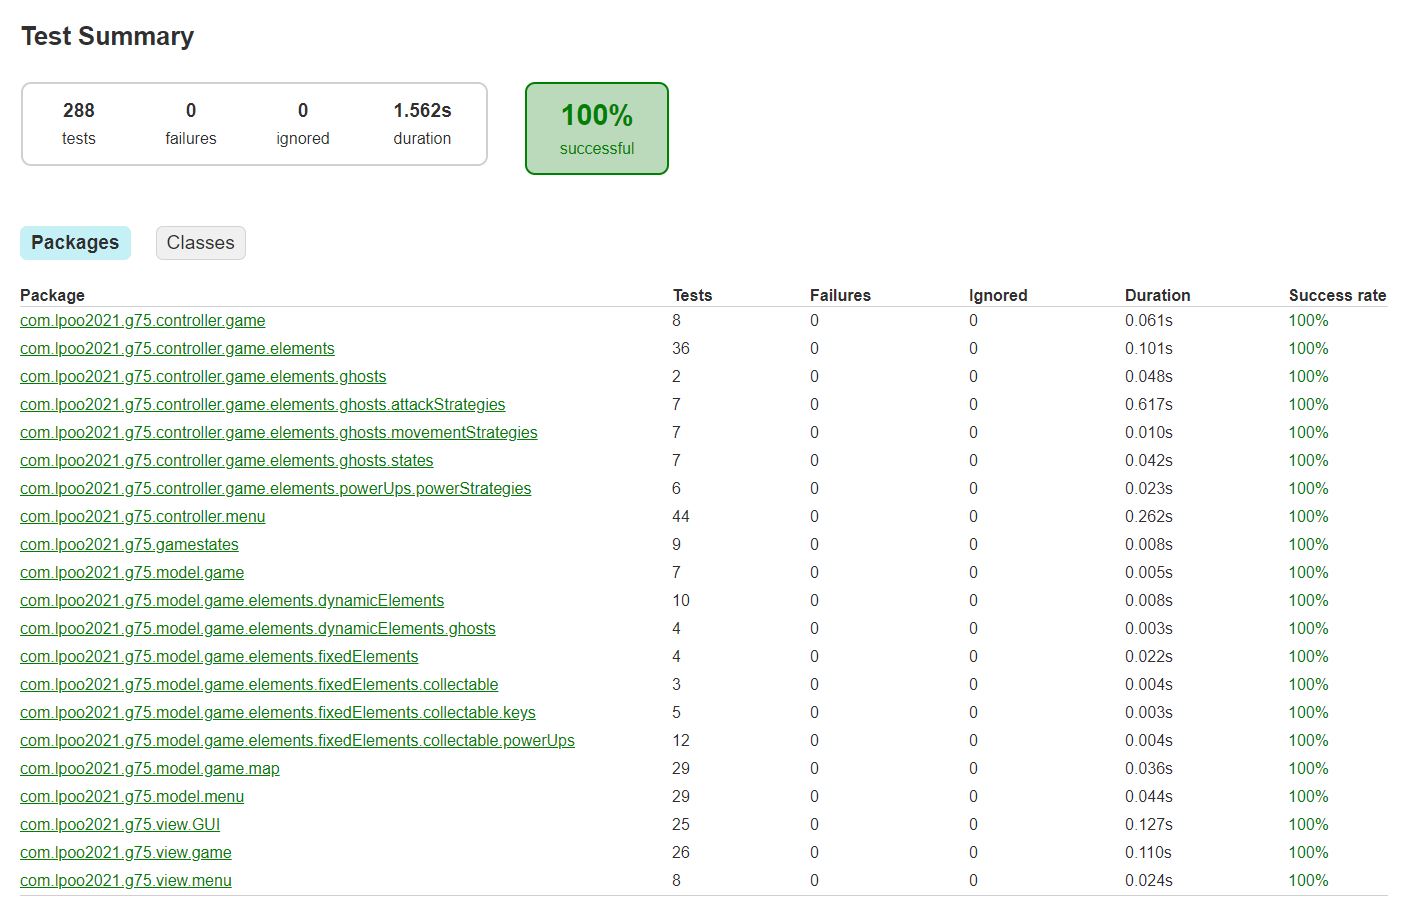 Test Summary
288 0 0 1.562s
tests failures ignored duration
100%
successful
Packages Classes
Package Tests Failures Ignored Duration Success rate
com.lpoo2021.g75.controller.game 8 0 0 0.061s 100%
com.lpoo2021.g75.controller.game.elements 36 0 0 0.101s 100%
com.lpoo2021.g75.controller.game.elements.ghosts 2 0 0 0.048s 100%
com.lpoo2021.g75.controller.game.elements.ghosts.attackStrategies 7 0 0 0.617s 100%
com.lpoo2021.g75.controller.game.elements.ghosts.movementStrategies 7 0 0 0.010s 100%
com.lpoo2021.g75.controller.game.elements.ghosts.states 7 0 0 0.042s 100%
com.lpoo2021.g75.controller.game.elements.powerUps.powerStrategies 6 0 0 0.023s 100%
com.lpoo2021.g75.controller.menu 44 0 0 0.262s 100%
com.lpoo2021.g75.gamestates 9 0 0 0.008s 100%
com.lpoo2021.g75.model.game 7 0 0 0.005s 100%
com.lpoo2021.g75.model.game.elements.dynamicElements 10 0 0 0.008s 100%
com.lpoo2021.g75.model.game.elements.dynamicElements.ghosts 4 0 0 0.003s 100%
com.lpoo2021.g75.model.game.elements.fixedElements 4 0 0 0.022s 100%
com.lpoo2021.g75.model.game.elements.fixedElements.collectable 3 0 0 0.004s 100%
com.lpoo2021.g75.model.game.elements.fixedElements.collectable.keys 5 0 0 0.003s 100%
com.lpoo2021.g75.model.game.elements.fixedElements.collectable.powerUps 12 0 0 0.004s 100%
com.lpoo2021.g75.model.game.map 29 0 0 0.036s 100%
com.lpoo2021.g75.model.menu 29 0 0 0.044s 100%
com.lpoo2021.g75.view.GUI 25 0 0 0.127s 100%
com.lpoo2021.g75.view.game 26 0 0 0.110s 100%
com.lpoo2021.g75.view.menu 8 0 0 0.024s 100%